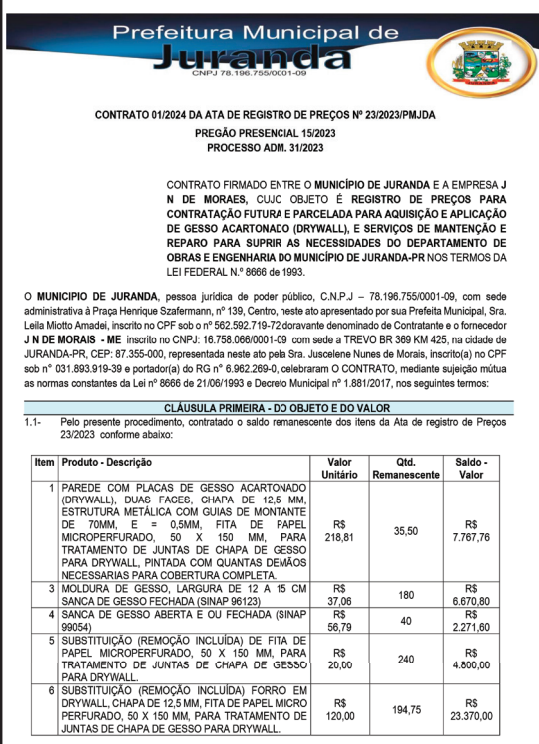 Prefeitura Municipal de
Juranda
CNPJ 78.196.755/0001-09
CONTRATO 01/2024 DA ATA DE REGISTRO DE PREÇOS Nº 23/2023/PMJDA
PREGÃO PRESENCIAL 15/2023
PROCESSO ADM. 31/2023
CONTRATO FIRMADO ENTRE O MUNICÍPIO DE JURANDA E A EMPRESA J
N DE MORAES, CUJO OBJETO É REGISTRO DE PREÇOS PARA
CONTRATAÇÃO FUTURA E PARCELADA PARA AQUISIÇÃO E APLICAÇÃO
DE GESSO ACARTONADO (DRYWALL), E SERVIÇOS DE MANTENÇÃO E
REPARO PARA SUPRIR AS NECESSIDADES DO DEPARTAMENTO DE
OBRAS E ENGENHARIA DO MUNICÍPIO DE JURANDA-PR NOS TERMOS DA
LEI FEDERAL N.º 8666 de 1993.
O MUNICIPIO DE JURANDA, pessoa jurídica de poder público, C.N.P.J – 78.196.755/0001-09, com sede
administrativa à Praça Henrique Szafermann, nº 139, Centro, neste ato apresentado por sua Prefeita Municipal, Sra.
Leila Miotto Amadei, inscrito no CPF sob o nº 562.592.719-72doravante denominado de Contratante e o fornecedor
J N DE MORAIS - ME inscrito no CNPJ: 16.758.066/0001-09 com sede a TREVO BR 369 KM 425, na cidade de
JURANDA-PR, CEP: 87.355-000, representada neste ato pela Sra. Juscelene Nunes de Morais, inscrito(a) no CPF
sob n° 031.893.919-39 e portador(a) do RG n° 6.962.269-0, celebraram O CONTRATO, mediante sujeição mútua
as normas constantes da Lei nº 8666 de 21/06/1993 e Decreto Municipal nº 1.881/2017, nos seguintes termos:
CLÁUSULA PRIMEIRA - DO OBJETO E DO VALOR
1.1- Pelo presente procedimento, contratado o saldo remanescente dos itens da Ata de registro de Preços
23/2023 conforme abaixo:
Item Produto - Descrição Valor Unitário Qtd. Remanescente Saldo - Valor
1 PAREDE COM PLACAS DE GESSO ACARTONADO
(DRYWALL), DUAS FACES, CHAPA DE 12,5 MM,
ESTRUTURA METÁLICA COM GUIAS DE MONTANTE
DE 70MM, E = 0,5MM, FITA DE PAPEL
MICROPERFURADO, 50 X 150 MM, PARA
TRATAMENTO DE JUNTAS DE CHAPA DE GESSO
PARA DRYWALL, PINTADA COM QUANTAS DEMÃOS
NECESSARIAS PARA COBERTURA COMPLETA.
R$ 218,81 35,50 R$ 7.767,76
3 MOLDURA DE GESSO, LARGURA DE 12 A 15 CM
SANCA DE GESSO FECHADA (SINAP 96123)
R$ 37,06 180 R$ 6.670,80
4 SANCA DE GESSO ABERTA E OU FECHADA (SINAP
99054)
R$ 56,79 40 R$ 2.271,60
5 SUBSTITUIÇÃO (REMOÇÃO INCLUÍDA) DE FITA DE
PAPEL MICROPERFURADO, 50 X 150 MM, PARA
TRATAMENTO DE JUNTAS DE CHAPA DE GESSO
PARA DRYWALL.
R$ 20,00 240 R$ 4.800,00
6 SUBSTITUIÇÃO (REMOÇÃO INCLUÍDA) FORRO EM
DRYWALL, CHAPA DE 12,5 MM, FITA DE PAPEL MICRO
PERFURADO, 50 X 150 MM, PARA TRATAMENTO DE
JUNTAS DE CHAPA DE GESSO PARA DRYWALL.
R$ 120,00 194,75 R$ 23.370,00